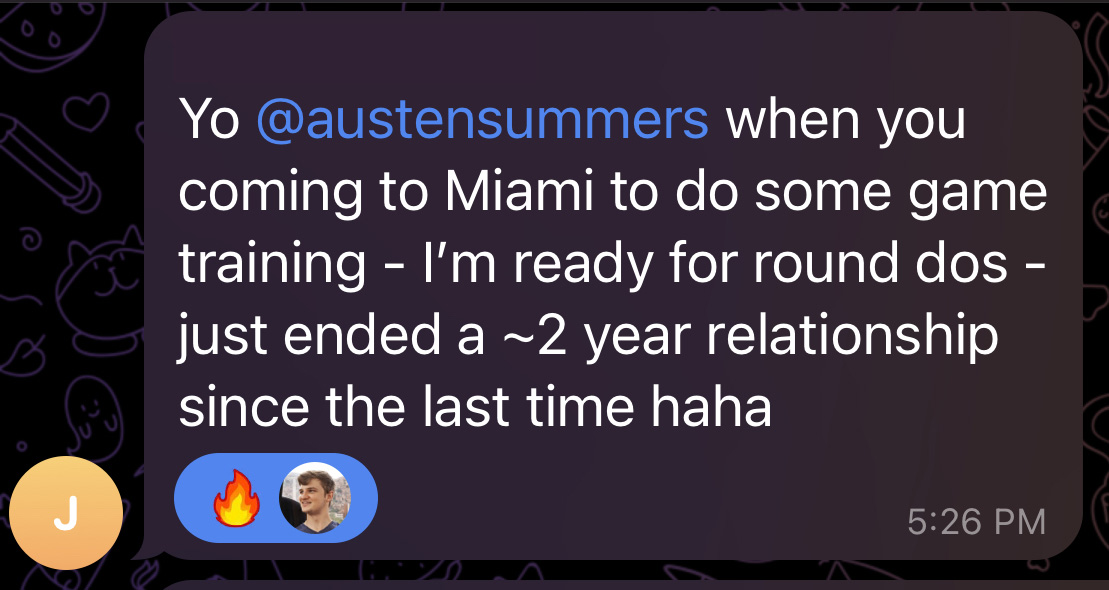 Yo @austensummers when you
coming to Miami to do some game
training - I’m ready for round dos -
just ended a ~2 year relationship
since the last time haha
🔥
5:26 PM
J